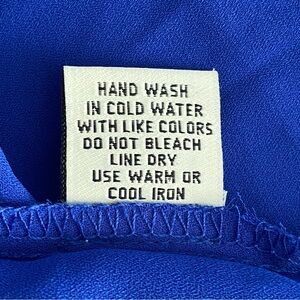 HAND WASH
IN COLD WATER
WITH LIKE COLORS
DO NOT BLEACH
LINE DRY
USE WARM OR
COOL IRON